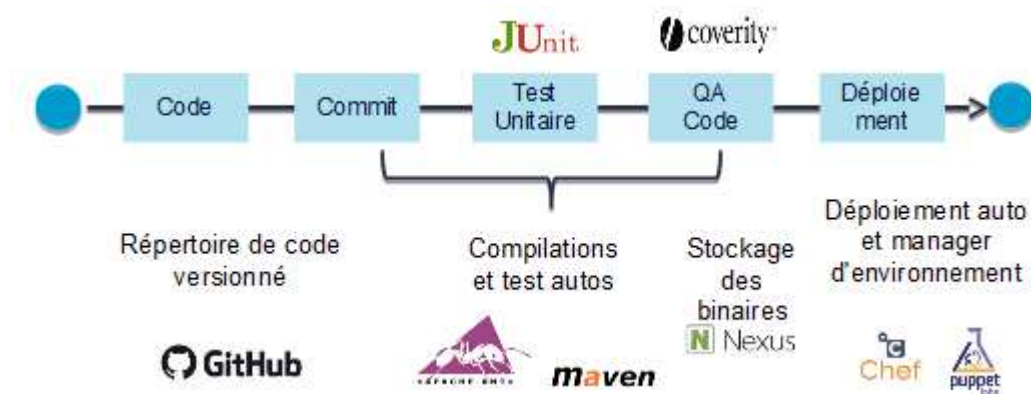 JUnit
coverity
Code
Commit
Test
Unitaire
QA
Code
Déploie
ment
Répertoire de code
versionné
Compilations
et test autos
Stockage
des
binaires
Déploiement auto
et manager
d'environnement
GitHub
maven
N Nexus
Chef
puppet
labs